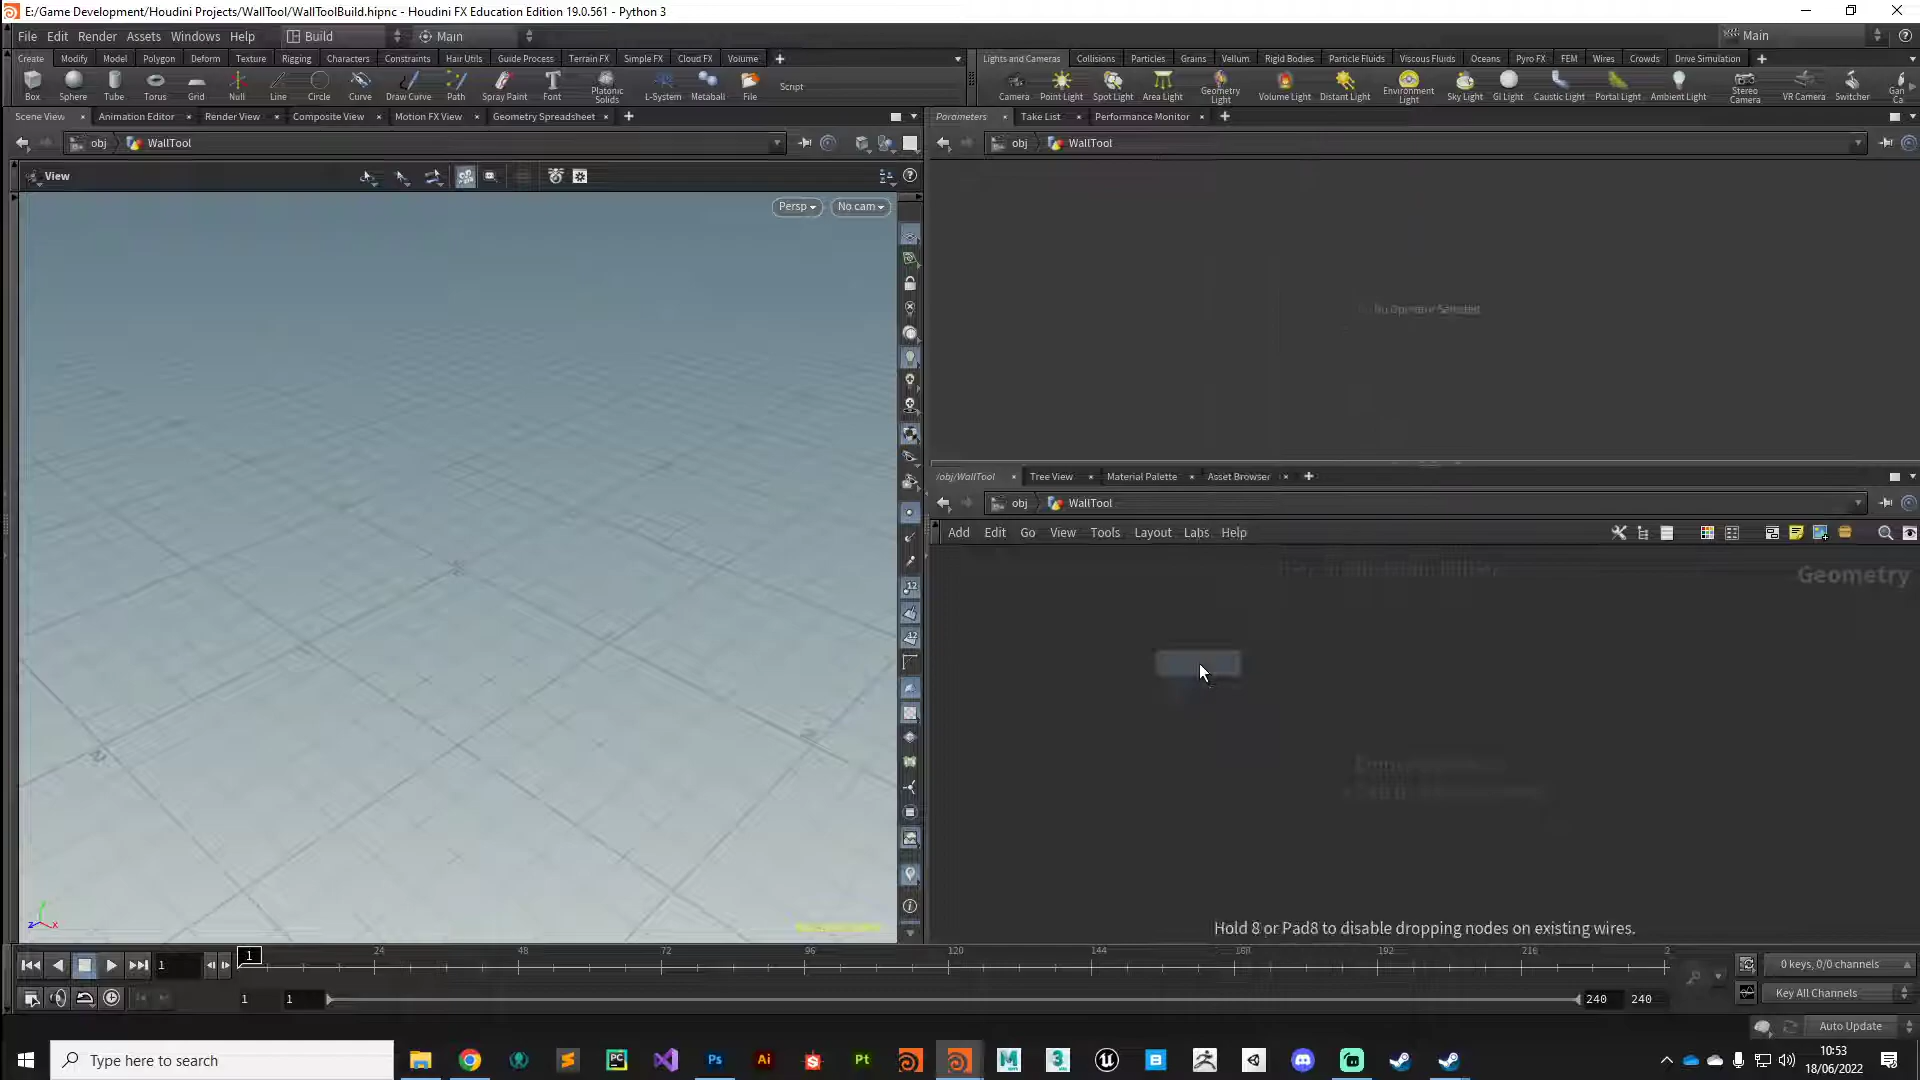 E:/Game Development/Houdini Projects/WallTool/WallToolBuild.hipnc - Houdini FX Education Edition 19.0.561 - Python 3
File Edit Render Assets Windows Help Build Main Main
Create Modify Model Polygon Deform Texture Rigging Characters Constraints Hair Utils Guide Process Terrain FX Simple FX Cloud FX Volume
Lights and Cameras Collisions Particles Grains Vellum Rigid Bodies Particle Fluids Viscous Fluids Oceans Pyro FX FEM Wires Crowds Drive Simulation
Box Sphere Tube Torus Grid Null Line Circle Curve Draw Curve Path Spray Paint Font Platonic Solids L-System Metaball File Script
Camera Point Light Spot Light Area Light Geometry Light Volume Light Distant Light Environment Light Sky Light GI Light Caustic Light Portal Light Ambient Light Stereo Camera VR Camera Switcher
Scene View Animation Editor Render View Composite View Motion FX View Geometry Spreadsheet
Parameters Take List Performance Monitor
obj WallTool
obj WallTool
View
Persp No cam
No Operator Selected
/obj/WallTool Tree View Material Palette Asset Browser
obj WallTool
Add Edit Go View Tools Layout Labs Help
Geometry
Hold 8 or Pad8 to disable dropping nodes on existing wires.
1 1 24 48 72 96 120 144 168 192 216 2
0 keys, 0/0 channels
1 1 240 240
Key All Channels
Auto Update
Type here to search
10:53
18/06/2022